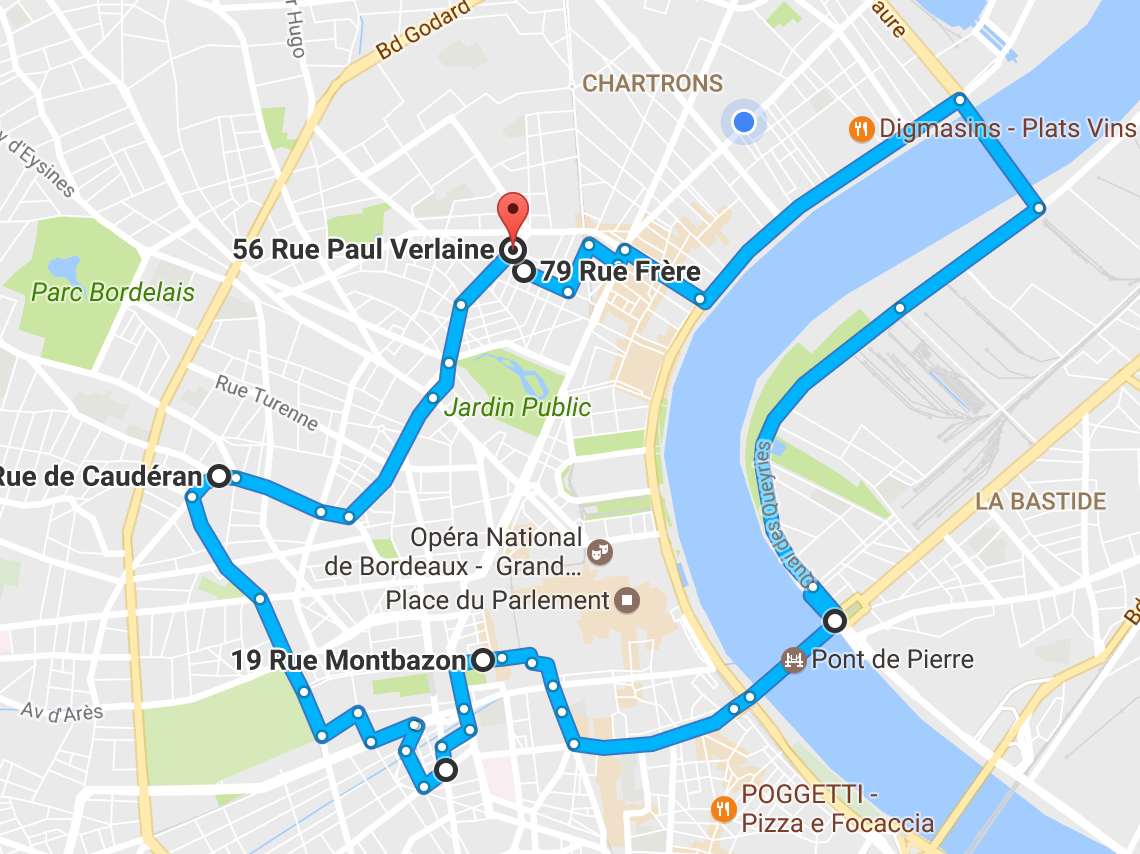 Bd Godard
r Hugo
aure
CHARTRONS
Digmasins - Plats Vins
y d'Eysines
56 Rue Paul Verlaine
79 Rue Frère
Parc Bordelais
Rue Turenne
Jardin Public
Rue de Caudéran
Quai des Queyries
LA BASTIDE
Opéra National
de Bordeaux - Grand...
Place du Parlement
Bd
19 Rue Montbazon
Pont de Pierre
Av d'Arès
POGGETTI -
Pizza e Focaccia